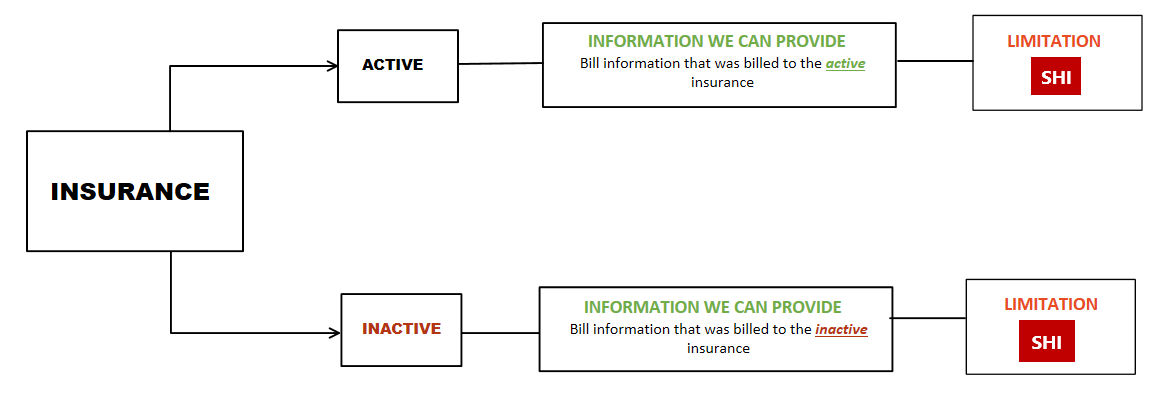 INSURANCE
ACTIVE
INFORMATION WE CAN PROVIDE
Bill information that was billed to the active
insurance
LIMITATION
SHI
INACTIVE
INFORMATION WE CAN PROVIDE
Bill information that was billed to the inactive
insurance
LIMITATION
SHI